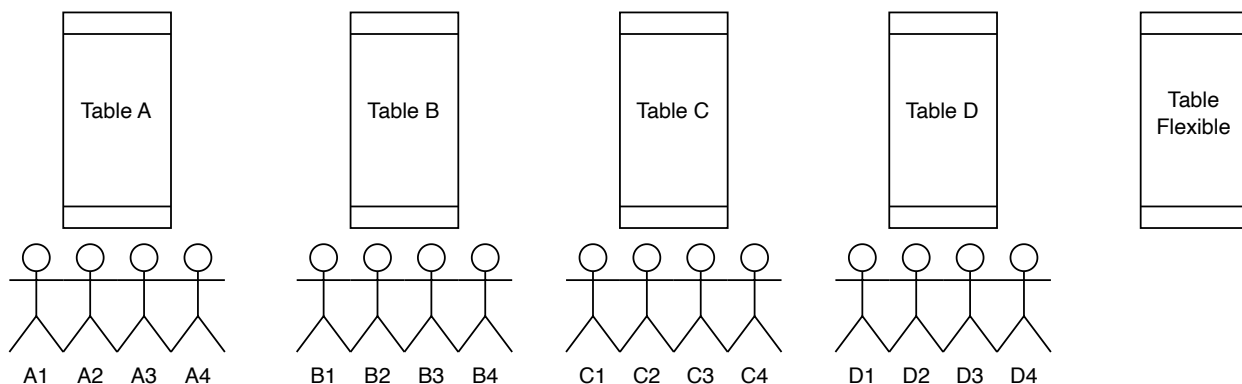 Table A
Table B
Table C
Table D
Table
Flexible
A1 A2 A3 A4
B1 B2 B3 B4
C1 C2 C3 C4
D1 D2 D3 D4